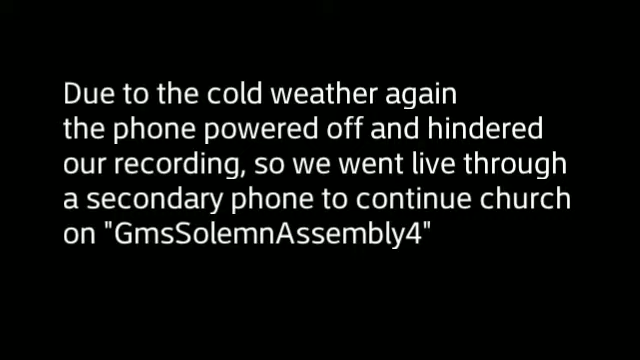 Due to the cold weather again
the phone powered off and hindered
our recording, so we went live through
a secondary phone to continue church
on "GmsSolemnAssembly4"